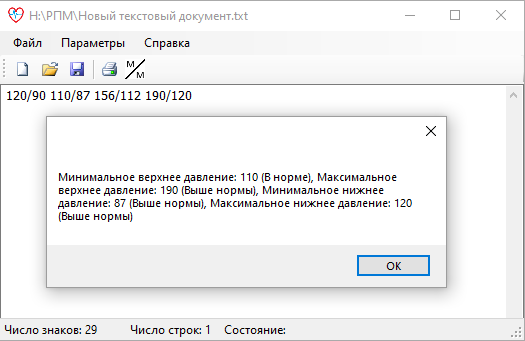 H:\РПМ\Новый текстовый документ.txt
Файл Параметры Справка
M/M
120/90 110/87 156/112 190/120
Минимальное верхнее давление: 110 (В норме), Максимальное
верхнее давление: 190 (Выше нормы), Минимальное нижнее
давление: 87 (Выше нормы), Максимальное нижнее давление: 120
(Выше нормы)
OK
Число знаков: 29 Число строк: 1 Состояние: